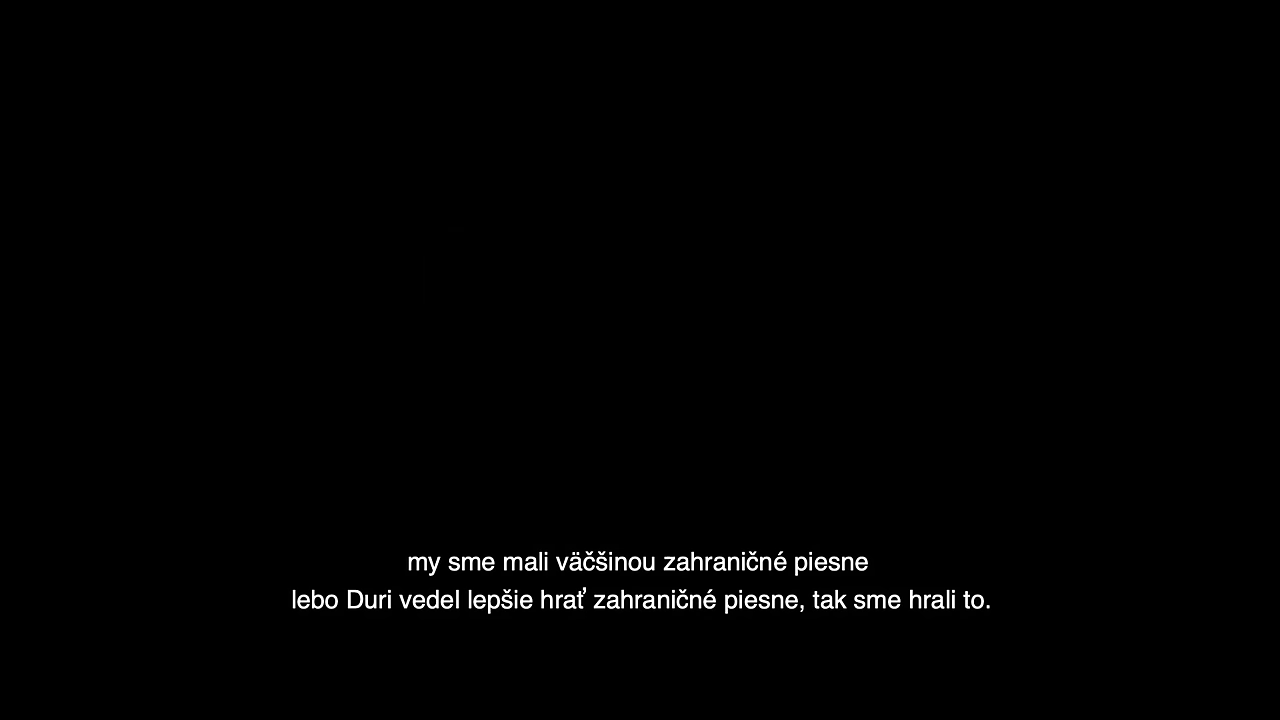 my sme mali väčšinou zahraničné piesne
lebo Duri vedel lepšie hrať zahraničné piesne, tak sme hrali to.